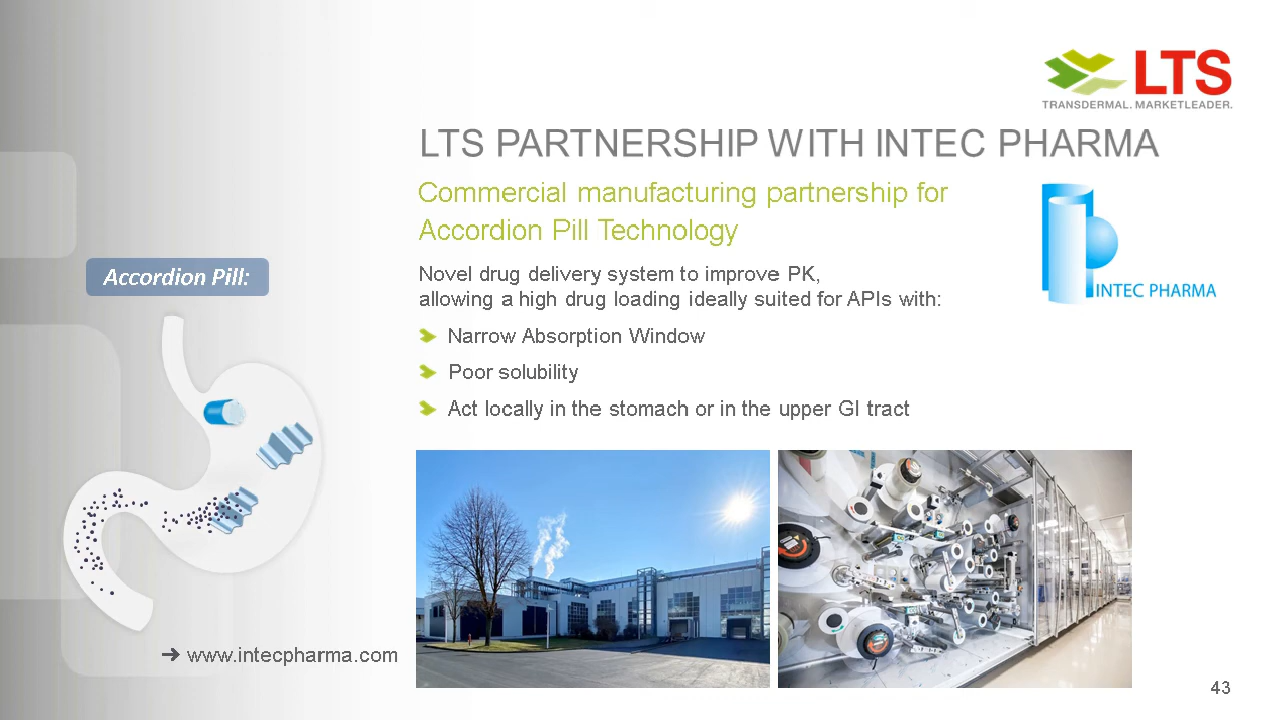 LTS
TRANSDERMAL. MARKETLEADER.
LTS PARTNERSHIP WITH INTEC PHARMA
Commercial manufacturing partnership for
Accordion Pill Technology
INTEC PHARMA
Accordion Pill:
Novel drug delivery system to improve PK,
allowing a high drug loading ideally suited for APIs with:
Narrow Absorption Window
Poor solubility
Act locally in the stomach or in the upper GI tract
➔ www.intecpharma.com
43